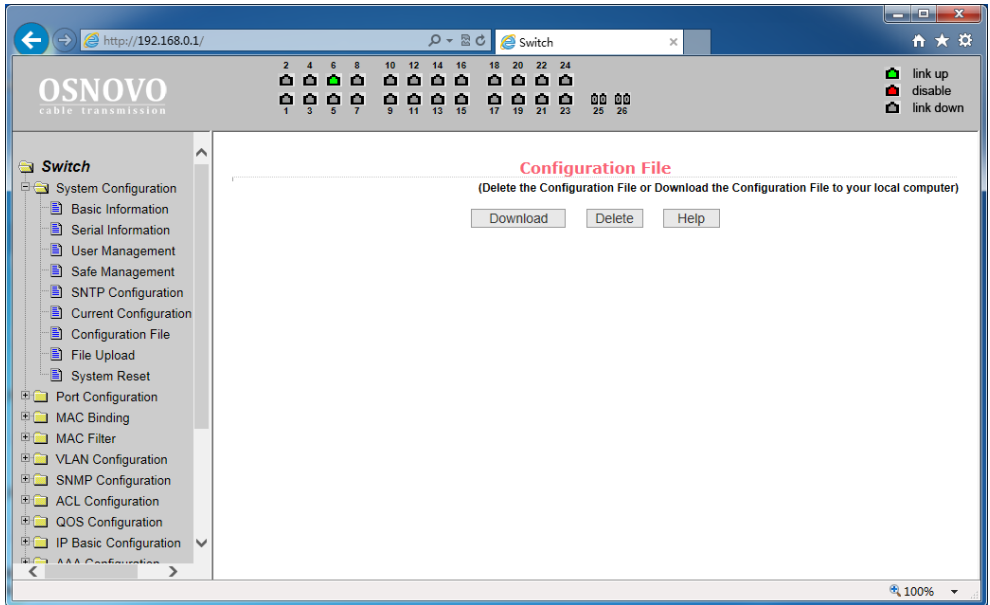 http://192.168.0.1/
Switch
OSNOVO
cable transmission
2 4 6 8 10 12 14 16 18 20 22 24
1 3 5 7 9 11 13 15 17 19 21 23 25 26
link up
disable
link down
Switch
System Configuration
Basic Information
Serial Information
User Management
Safe Management
SNTP Configuration
Current Configuration
Configuration File
File Upload
System Reset
Port Configuration
MAC Binding
MAC Filter
VLAN Configuration
SNMP Configuration
ACL Configuration
QOS Configuration
IP Basic Configuration
AAA Configuration
Configuration File
(Delete the Configuration File or Download the Configuration File to your local computer)
Download Delete Help
100%